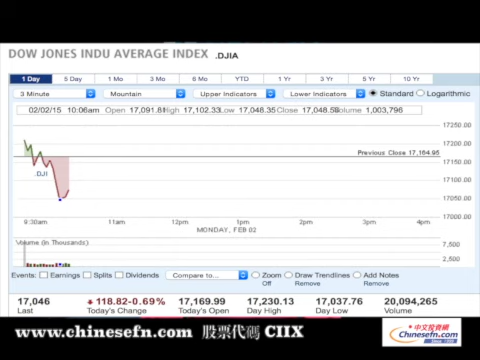 DOW JONES INDU AVERAGE INDEX .DJIA
1 Day 5 Day 1 Mo 3 Mo 6 Mo YTD 1 Yr 3 Yr 5 Yr 10 Yr
3 Minute Mountain Upper Indicators Lower Indicators Standard Logarithmic
02/02/15 10:06am Open 17,091.81 High 17,102.33 Low 17,048.35 Close 17,048.58 Volume 1,003,796
17250.00
17200.00
Previous Close 17,164.95
17150.00
.DJI
17100.00
17050.00
17000.00
9:30am 11am 12pm 1pm 2pm 3pm 4pm
MONDAY, FEB 02
Volume (in Thousands)
7,500
2,500
Events: Earnings Splits Dividends Compare to... Zoom Draw Trendlines Add Notes
Off Remove Remove
17,046 118.82 -0.69% 17,169.99 17,230.13 17,037.76 20,094,265
Last Today's Change Today's Open Day High Day Low Volume
www.chinesefn.com 股票代碼 CIIX
中文投資網
Chinesefn.com